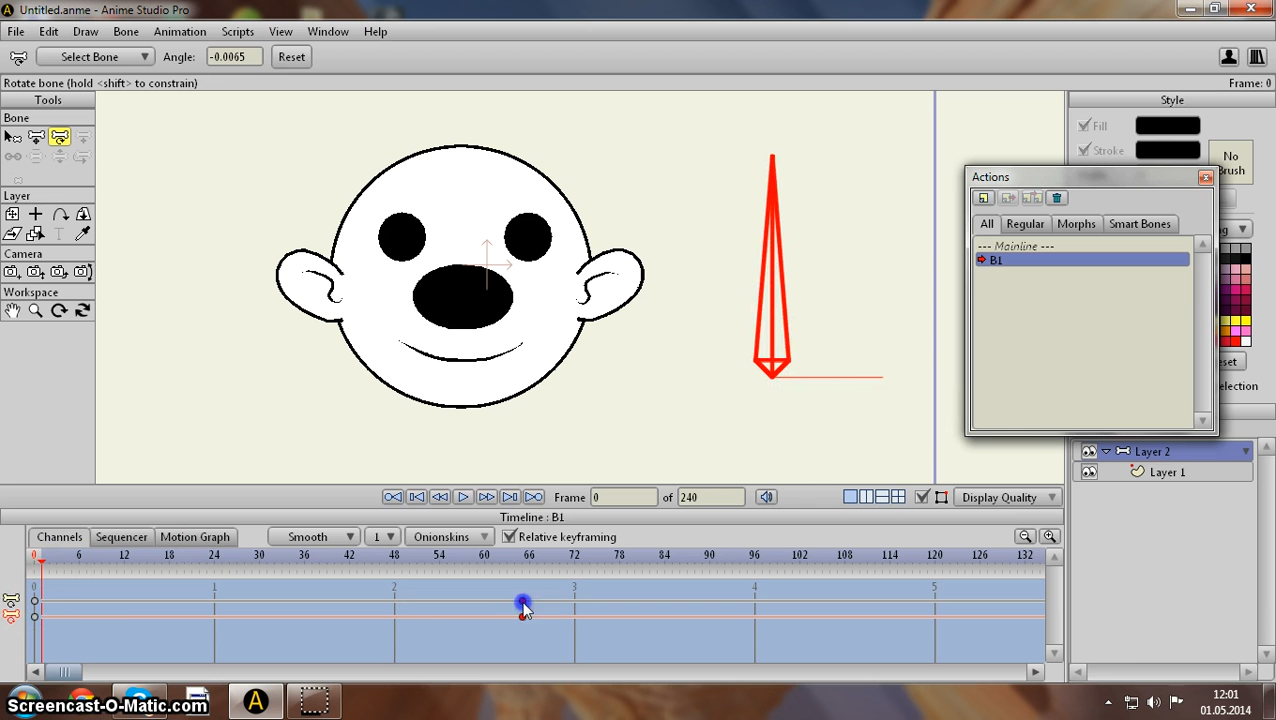 Untitled.anme - Anime Studio Pro
File Edit Draw Bone Animation Scripts View Window Help
Select Bone Angle: -0.0065 Reset
Rotate bone (hold <shift> to constrain) Frame: 0
Tools Style
Bone
Fill
Stroke
No
Brush
Layer
Camera
Workspace
Actions
All Regular Morphs Smart Bones
--- Mainline ---
B1
Layer 2
Layer 1
Frame 0 of 240 Display Quality
Timeline : B1
Channels Sequencer Motion Graph Smooth 1 Onionskins Relative keyframing
0 6 12 18 24 30 36 42 48 54 60 66 72 78 84 90 96 102 108 114 120 126 132
0 1 2 3 4 5
Screencast-O-Matic.com
12:01
01.05.2014